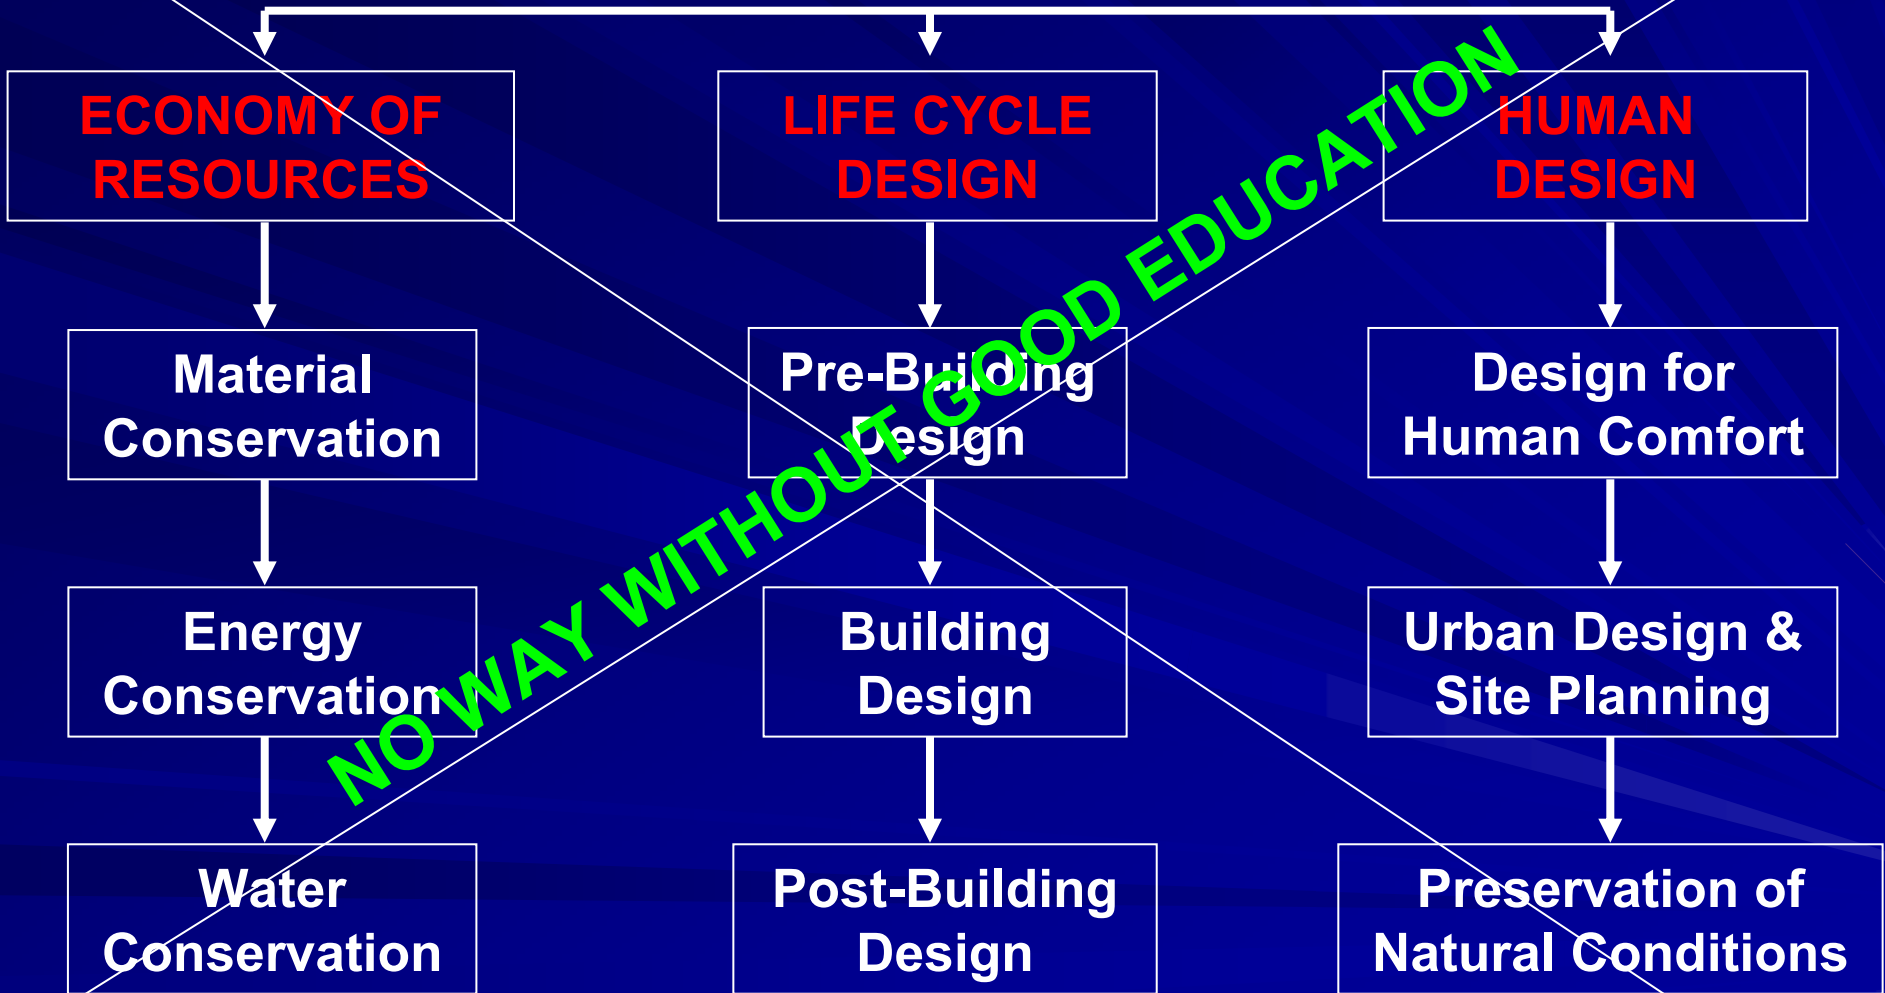 ECONOMY OF
RESOURCES
Material
Conservation
Energy
Conservation
Water
Conservation
LIFE CYCLE
DESIGN
Pre-Building
Design
Building
Design
Post-Building
Design
HUMAN
DESIGN
Design for
Human Comfort
Urban Design &
Site Planning
Preservation of
Natural Conditions
NO WAY WITHOUT GOOD EDUCATION